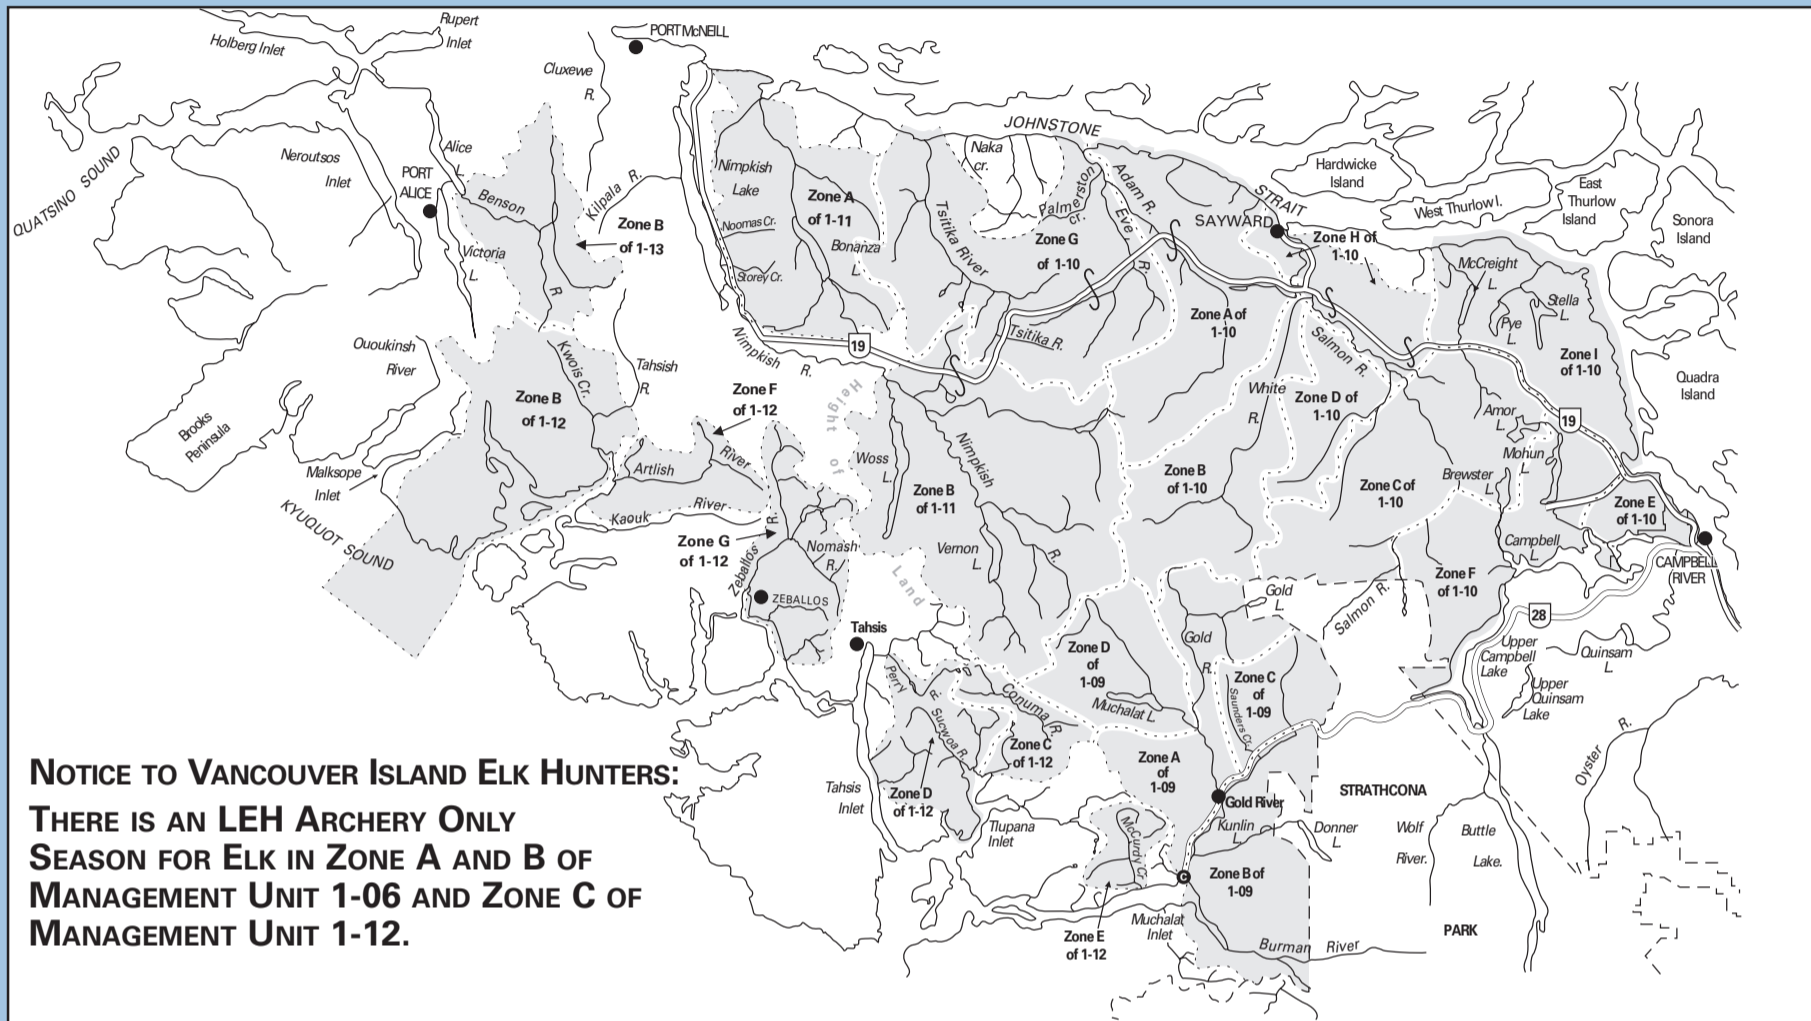 Rupert
Inlet
Holberg Inlet
PORT McNEILL
Cluxewe
R.
JOHNSTONE
STRAIT
QUATSINO SOUND
Neroutsos
Inlet
PORT
ALICE
Alice
L.
Benson
R
Victoria
L.
Kilpala R.
Zone B
of 1-13
Nimpkish
Lake
Noomas Cr.
Storey Cr.
Zone A
of 1-11
Bonanza
L.
Tsitika River
Naka
cr.
Palmerston
cr.
Zone G
of 1-10
Adam R.
Eve
R.
SAYWARD
Hardwicke
Island
West Thurlow I.
East
Thurlow
Island
Sonora
Island
Zone H of
1-10
McCreight
L.
Stella
L.
Pye
L.
Zone I
of 1-10
Quadra
Island
Zone A of
1-10
Tsitika R.
Salmon R.
19
Nimpkish
R.
Ououkinsh
River
Kwois Cr.
Tahsish
R.
Zone B
of 1-12
Zone F
of 1-12
Height of
Land
White
R.
Zone D of
1-10
Amor
L.
19
Mohun
L.
Brooks
Peninsula
Malksope
Inlet
KYUQUOT SOUND
Artlish
River
Kaouk
River
Woss
L.
Nimpkish
R.
Zone B
of 1-11
Zone B
of 1-10
Zone C of
1-10
Brewster
L.
Zone E
of 1-10
Campbell
L.
CAMPBELL
RIVER
Zone G
of 1-12
Zeballos
R.
Nomash
R.
ZEBALLOS
Vernon
L.
Zone F
of 1-10
Gold
L.
Salmon R.
28
Tahsis
Zone D
of
1-09
Gold
R.
Zone C
of
1-09
Saunders Cr.
Muchalat L.
Upper
Campbell
Lake
Quinsam
L.
Upper
Quinsam
Lake
Oyster R.
Perry
R.
Sucwoa R.
Conuma R.
Zone C
of 1-12
Zone A
of
1-09
Zone D
of 1-12
Tahsis
Inlet
Tlupana
Inlet
McCurdy Cr.
Gold River
Kunlin
L.
Donner
L.
STRATHCONA
PARK
Wolf
River.
Buttle
Lake.
C
Zone B of
1-09
Muchalat
Inlet
Zone E
of 1-12
Burman River
NOTICE TO VANCOUVER ISLAND ELK HUNTERS:
THERE IS AN LEH ARCHERY ONLY
SEASON FOR ELK IN ZONE A AND B OF
MANAGEMENT UNIT 1-06 AND ZONE C OF
MANAGEMENT UNIT 1-12.